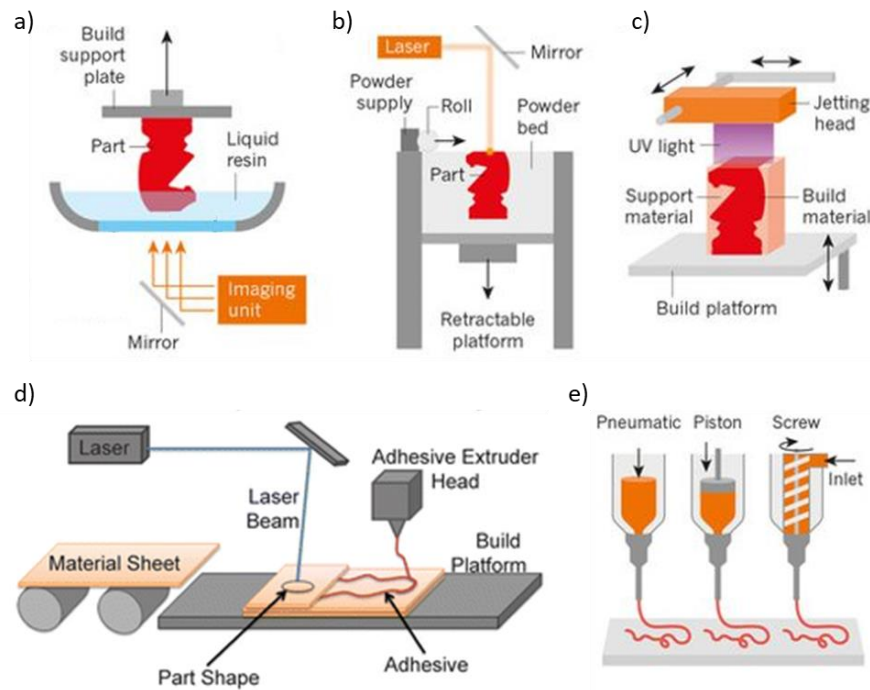 a)
Build
support
plate
Part
Liquid
resin
Imaging
unit
Mirror
b)
Laser
Mirror
Powder
supply
Roll
Powder
bed
Part
Retractable
platform
c)
Jetting
head
UV light
Support
material
Build
material
Build platform
d)
Laser
Laser
Beam
Adhesive Extruder
Head
Material Sheet
Build
Platform
Part Shape
Adhesive
e)
Pneumatic
Piston
Screw
Inlet